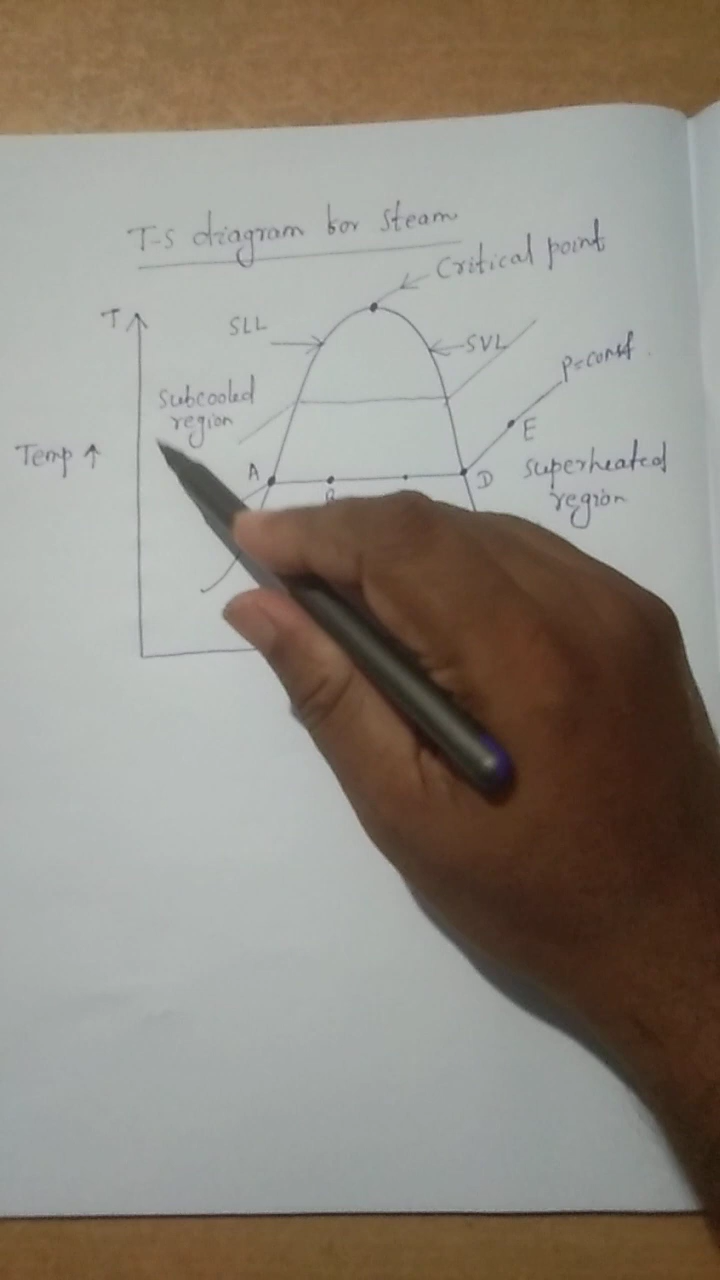 T-S diagram for steam
Critical point
T
SLL
SVL
P=const.
subcooled
region
E
Temp ↑
A
D
superheated
region
B